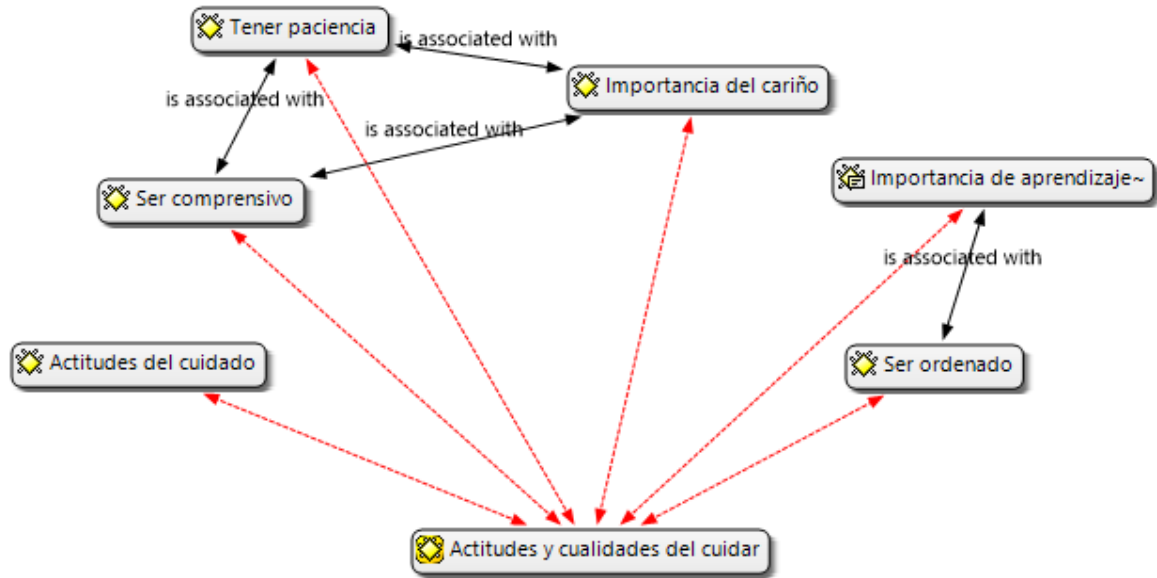 Tener paciencia
is associated with
Importancia del cariño
is associated with
is associated with
Importancia de aprendizaje~
Ser comprensivo
is associated with
Actitudes del cuidado
Ser ordenado
Actitudes y cualidades del cuidar